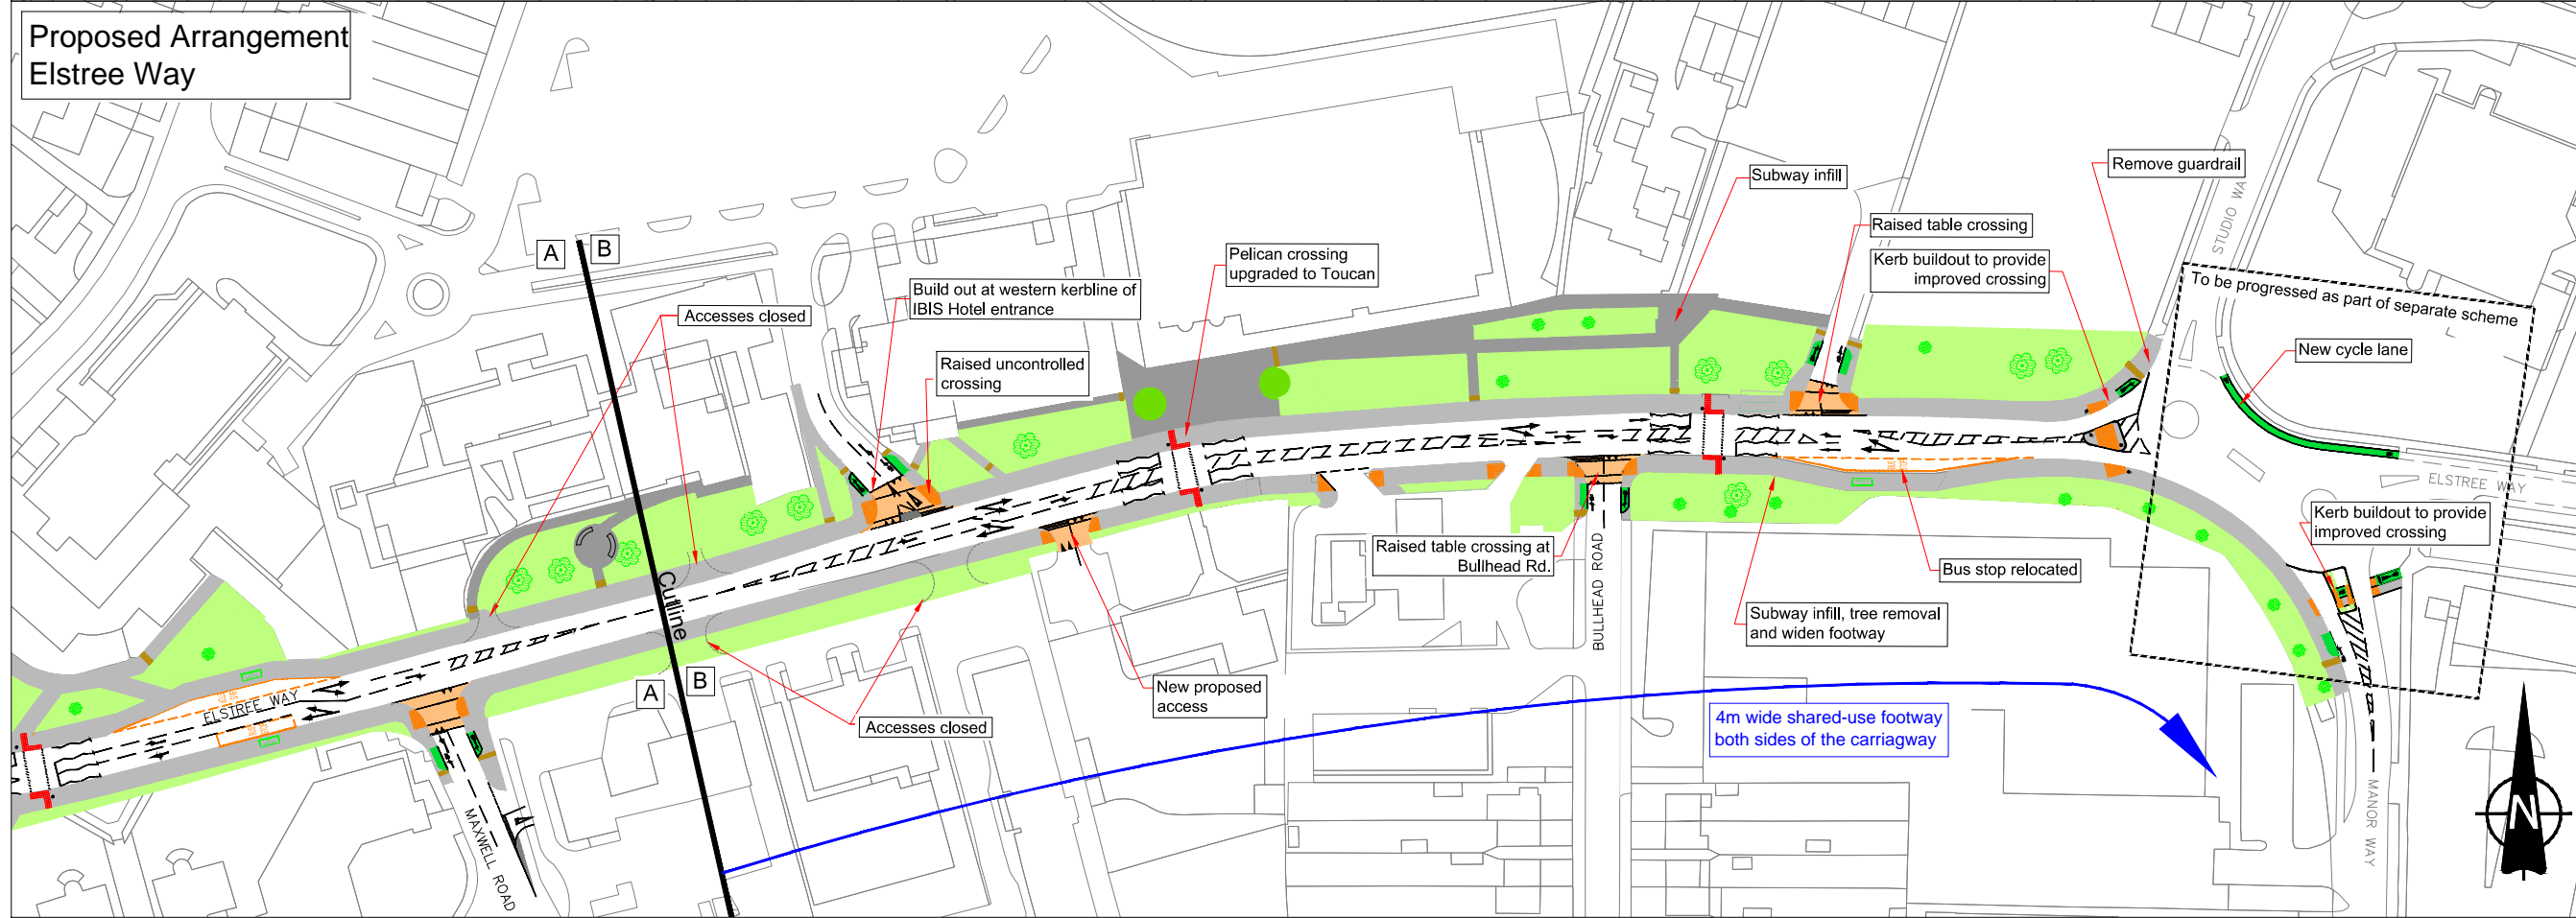 Proposed Arrangement
Elstree Way
A
B
Accesses closed
Build out at western kerbline of
IBIS Hotel entrance
Raised uncontrolled
crossing
Pelican crossing
upgraded to Toucan
Subway infill
Raised table crossing
Kerb buildout to provide
improved crossing
Remove guardrail
STUDIO WA
To be progressed as part of separate scheme
New cycle lane
ELSTREE WAY
Kerb buildout to provide
improved crossing
Cutline
Raised table crossing at
Bullhead Rd.
BULLHEAD ROAD
Bus stop relocated
Subway infill, tree removal
and widen footway
ELSTREE WAY
A
B
New proposed
access
Accesses closed
4m wide shared-use footway
both sides of the carriagway
MAXWELL ROAD
MANOR WAY
N